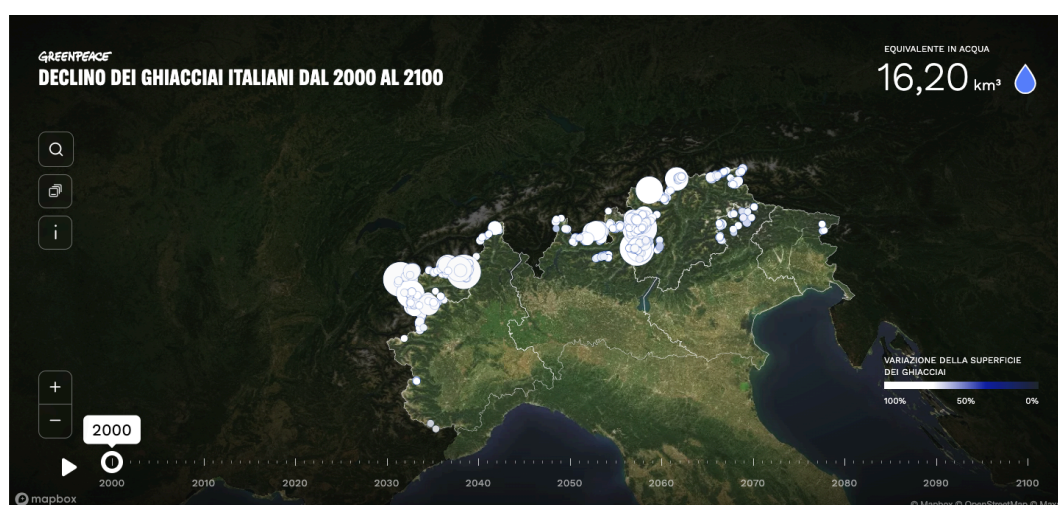 GREENPEACE
DECLINO DEI GHIACCIAI ITALIANI DAL 2000 AL 2100
EQUIVALENTE IN ACQUA
16,20 km³
i
VARIAZIONE DELLA SUPERFICIE
DEI GHIACCIAI
100% 50% 0%
+
−
2000
2000 2010 2020 2030 2040 2050 2060 2070 2080 2090 2100
mapbox
© Mapbox © OpenStreetMap © Max